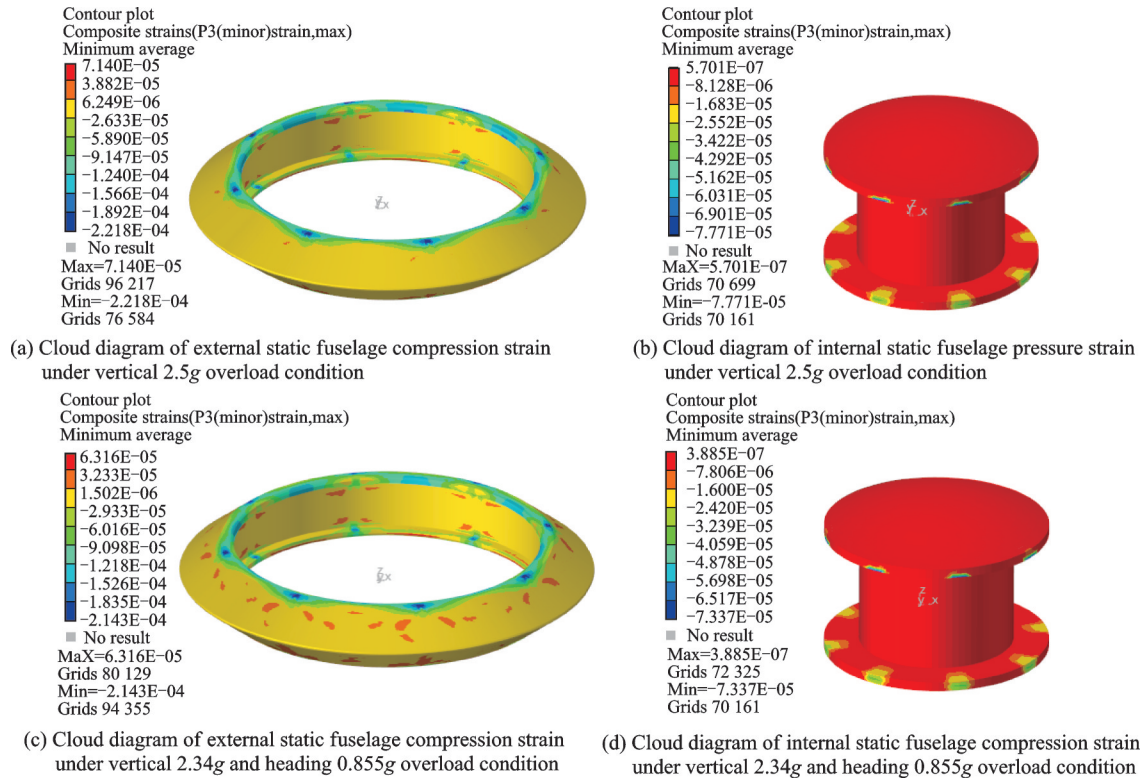 Contour plot
Composite strains(P3(minor)strain,max)
Minimum average
7.140E-05
3.882E-05
6.249E-06
−2.633E-05
−5.890E-05
−9.147E-05
−1.240E-04
−1.566E-04
−1.892E-04
−2.218E-04
No result
Max=7.140E-05
Grids 96 217
Min=−2.218E-04
Grids 76 584
(a) Cloud diagram of external static fuselage compression strain
under vertical 2.5g overload condition
Contour plot
Composite strains(P3(minor)strain,max)
Minimum average
5.701E-07
−8.128E-06
−1.683E-05
−2.552E-05
−3.422E-05
−4.292E-05
−5.162E-05
−6.031E-05
−6.901E-05
−7.771E-05
No result
MaX=5.701E-07
Grids 70 699
Min=−7.771E-05
Grids 70 161
(b) Cloud diagram of internal static fuselage pressure strain
under vertical 2.5g overload condition
Contour plot
Composite strains(P3(minor)strain,max)
Minimum average
6.316E-05
3.233E-05
1.502E-06
−2.933E-05
−6.016E-05
−9.098E-05
−1.218E-04
−1.526E-04
−1.835E-04
−2.143E-04
No result
MaX=6.316E-05
Grids 80 129
Min=−2.143E-04
Grids 94 355
(c) Cloud diagram of external static fuselage compression strain
under vertical 2.34g and heading 0.855g overload condition
Contour plot
Composite strains(P3(minor)strain,max)
Minimum average
3.885E-07
−7.806E-06
−1.600E-05
−2.420E-05
−3.239E-05
−4.059E-05
−4.878E-05
−5.698E-05
−6.517E-05
−7.337E-05
No result
Max=3.885E-07
Grids 72 325
Min=−7.337E-05
Grids 70 161
(d) Cloud diagram of internal static fuselage compression strain
under vertical 2.34g and heading 0.855g overload condition